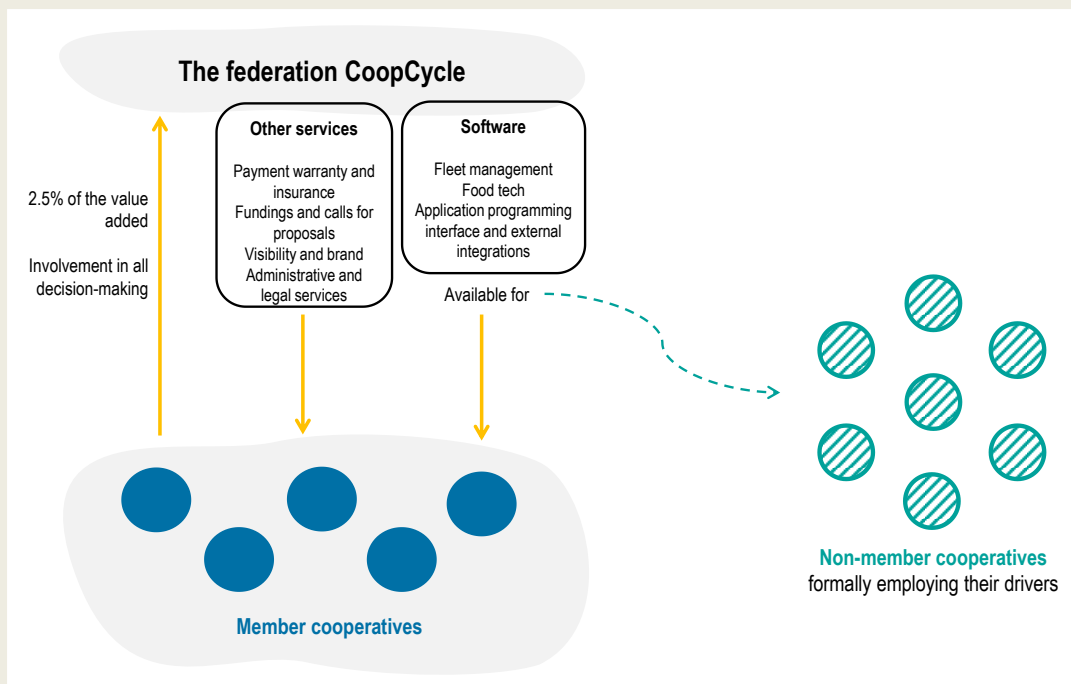 The federation CoopCycle
Other services
Payment warranty and
insurance
Fundings and calls for
proposals
Visibility and brand
Administrative and
legal services
Software
Fleet management
Food tech
Application programming
interface and external
integrations
2.5% of the value
added
Involvement in all
decision-making
Available for
Member cooperatives
Non-member cooperatives
formally employing their drivers